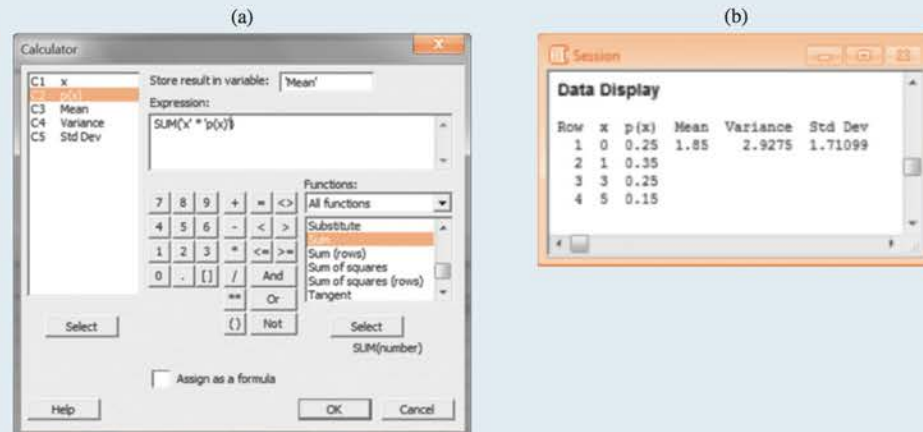 (a)
Calculator
C1 x
C2 p(x)
C3 Mean
C4 Variance
C5 Std Dev
Store result in variable: 'Mean'
Expression:
SUM('x' * 'p(x)')
Functions:
All functions
7 8 9 + = <>
4 5 6 - < >
1 2 3 * <= >=
0 . [] / And
** Or
() Not
Substitute
Sum
Sum (rows)
Sum of squares
Sum of squares (rows)
Tangent
Select
Select
SUM(number)
Assign as a formula
Help
OK
Cancel
(b)
Session
Data Display
Row x p(x) Mean Variance Std Dev
1 0 0.25 1.85 2.9275 1.71099
2 1 0.35
3 3 0.25
4 5 0.15